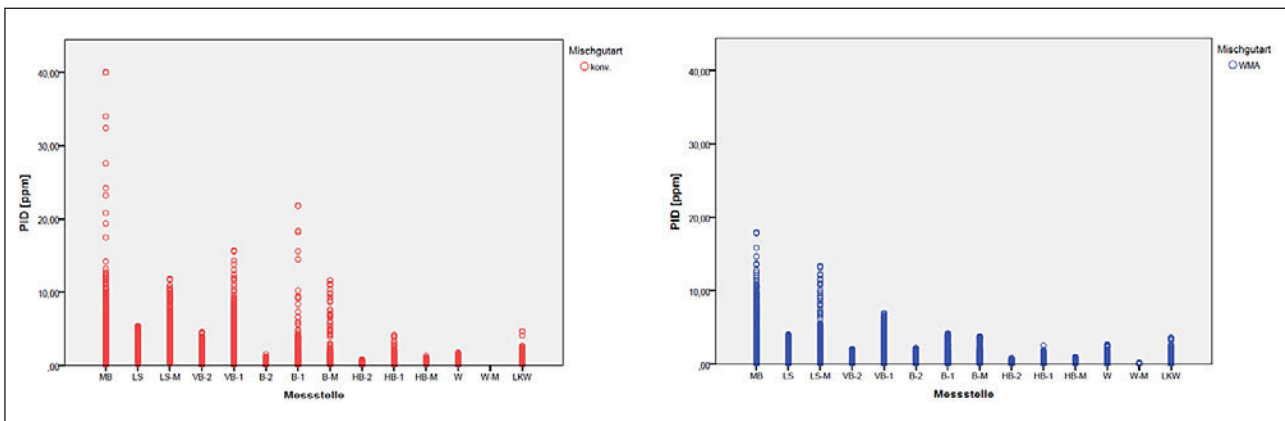 Mischgutart
konv.
40,00
30,00
20,00
10,00
,00
PID [ppm]
MB LS LS-M VB-2 VB-1 B-2 B-1 B-M HB-2 HB-1 HB-M W W-M LKW
Messstelle
Mischgutart
WMA
40,00
30,00
20,00
10,00
,00
PID [ppm]
MB LS LS-M VB-2 VB-1 B-2 B-1 B-M HB-2 HB-1 HB-M W W-M LKW
Messstelle